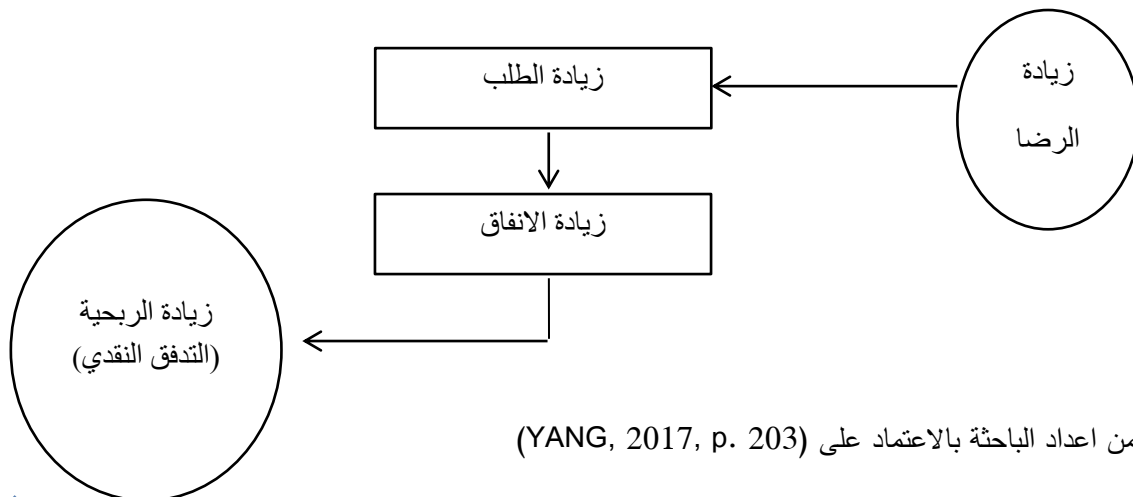 زيادة
الرضا
زيادة الطلب
زيادة الانفاق
زيادة الربحية
(التدفق النقدي)
من اعداد الباحثة بالاعتماد على (YANG, 2017, p. 203)